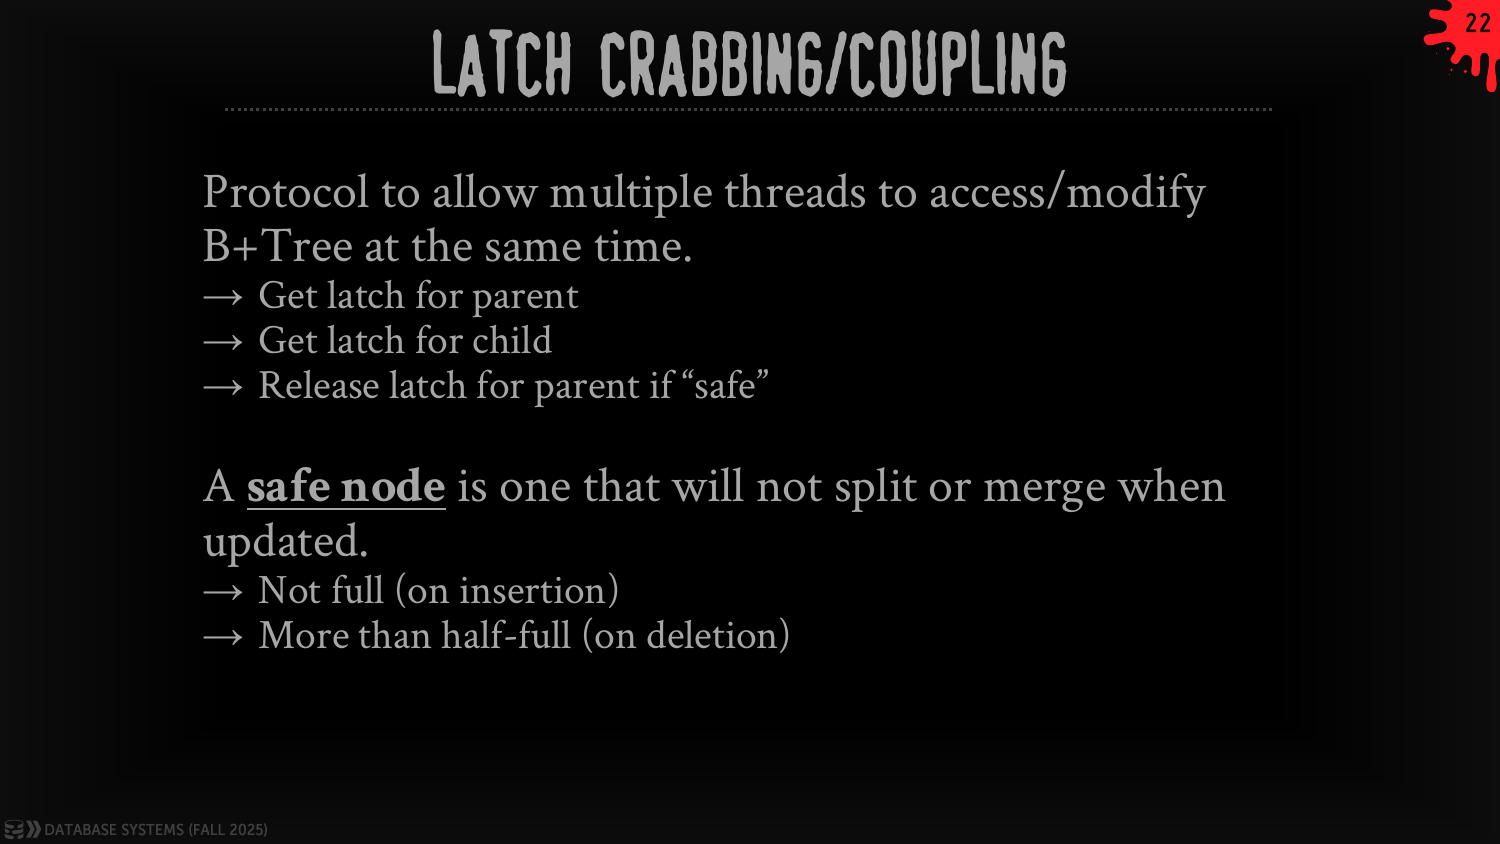 22
LATCH CRABBING/COUPLING
Protocol to allow multiple threads to access/modify
B+Tree at the same time.
→ Get latch for parent
→ Get latch for child
→ Release latch for parent if “safe”
A safe node is one that will not split or merge when
updated.
→ Not full (on insertion)
→ More than half-full (on deletion)
DATABASE SYSTEMS (FALL 2025)